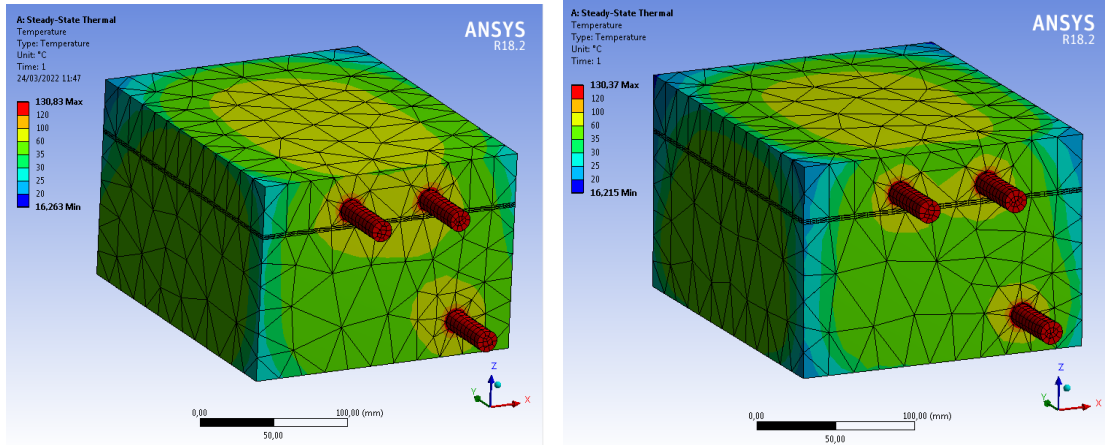 A: Steady-State Thermal
Temperature
Type: Temperature
Unit: °C
Time: 1
24/03/2022 11:47
130,83 Max
120
100
60
35
30
25
20
16,263 Min
ANSYS
R18.2
0,00
100,00 (mm)
50,00
Z
Y
X
A: Steady-State Thermal
Temperature
Type: Temperature
Unit: °C
Time: 1
130,37 Max
120
100
60
35
30
25
20
16,215 Min
ANSYS
R18.2
0,00
100,00 (mm)
50,00
Z
Y
X